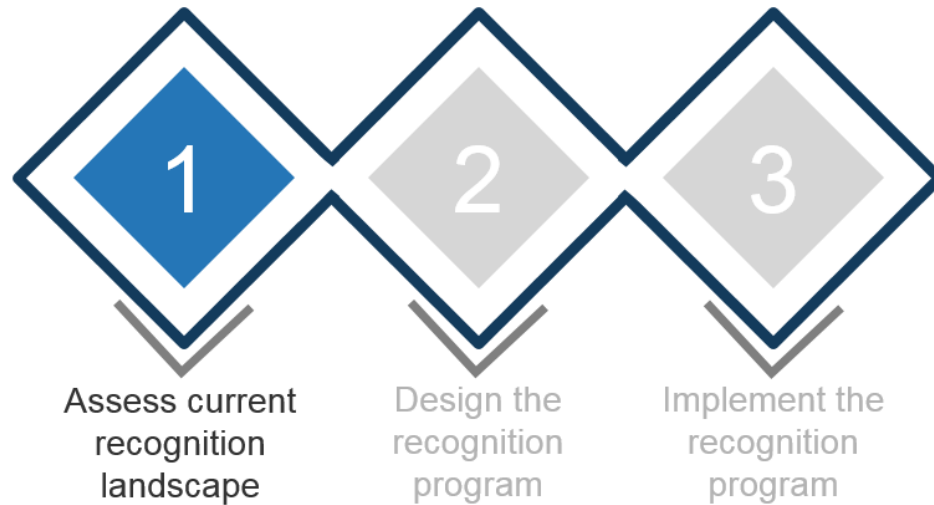 1
2
3
Assess current
recognition
landscape
Design the
recognition
program
Implement the
recognition
program